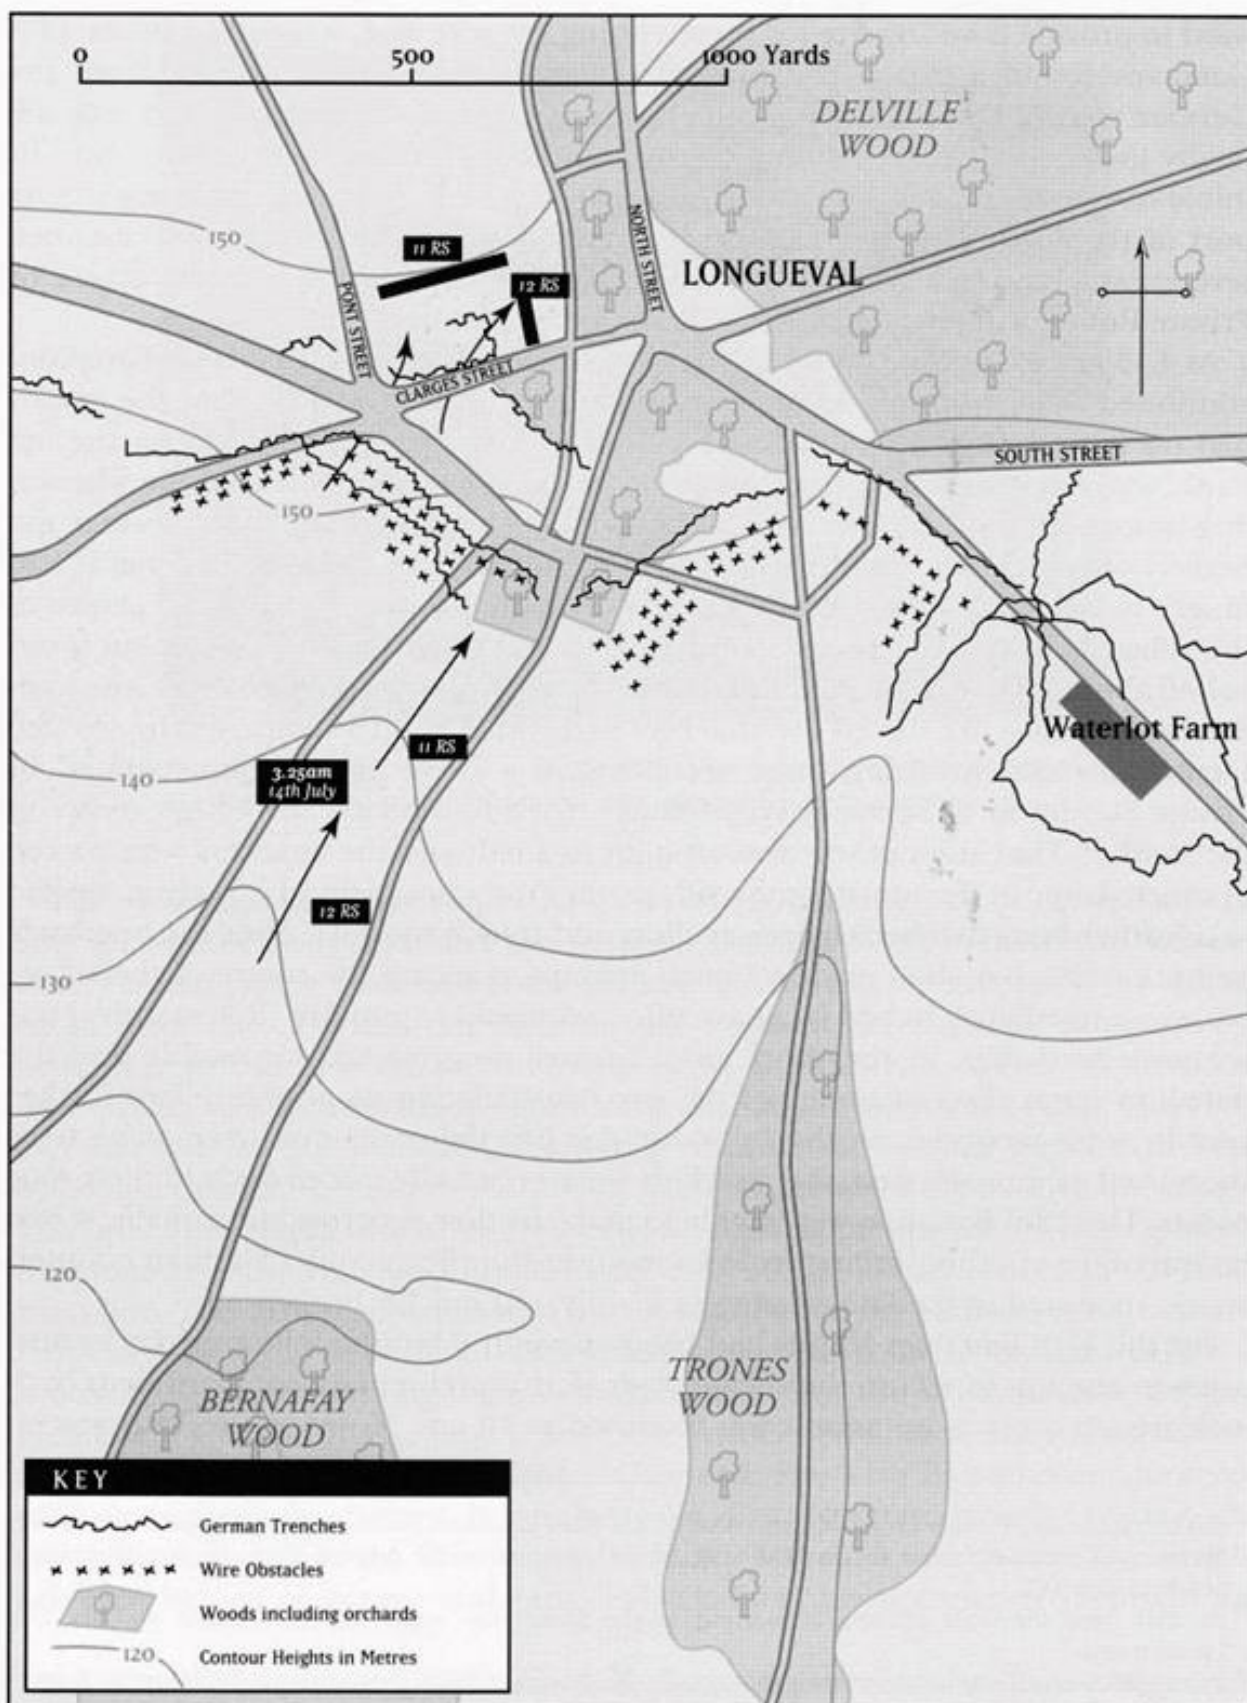 0 500 1000 Yards
DELVILLE
WOOD
150
11 RS
NORTH STREET
12 RS
LONGUEVAL
PONT STREET
CLARGES STREET
SOUTH STREET
150
11 RS
Waterlot Farm
140
3.25am
14th July
12 RS
130
120
TRONES
WOOD
BERNAFAY
WOOD
KEY
German Trenches
Wire Obstacles
Woods including orchards
120
Contour Heights in Metres